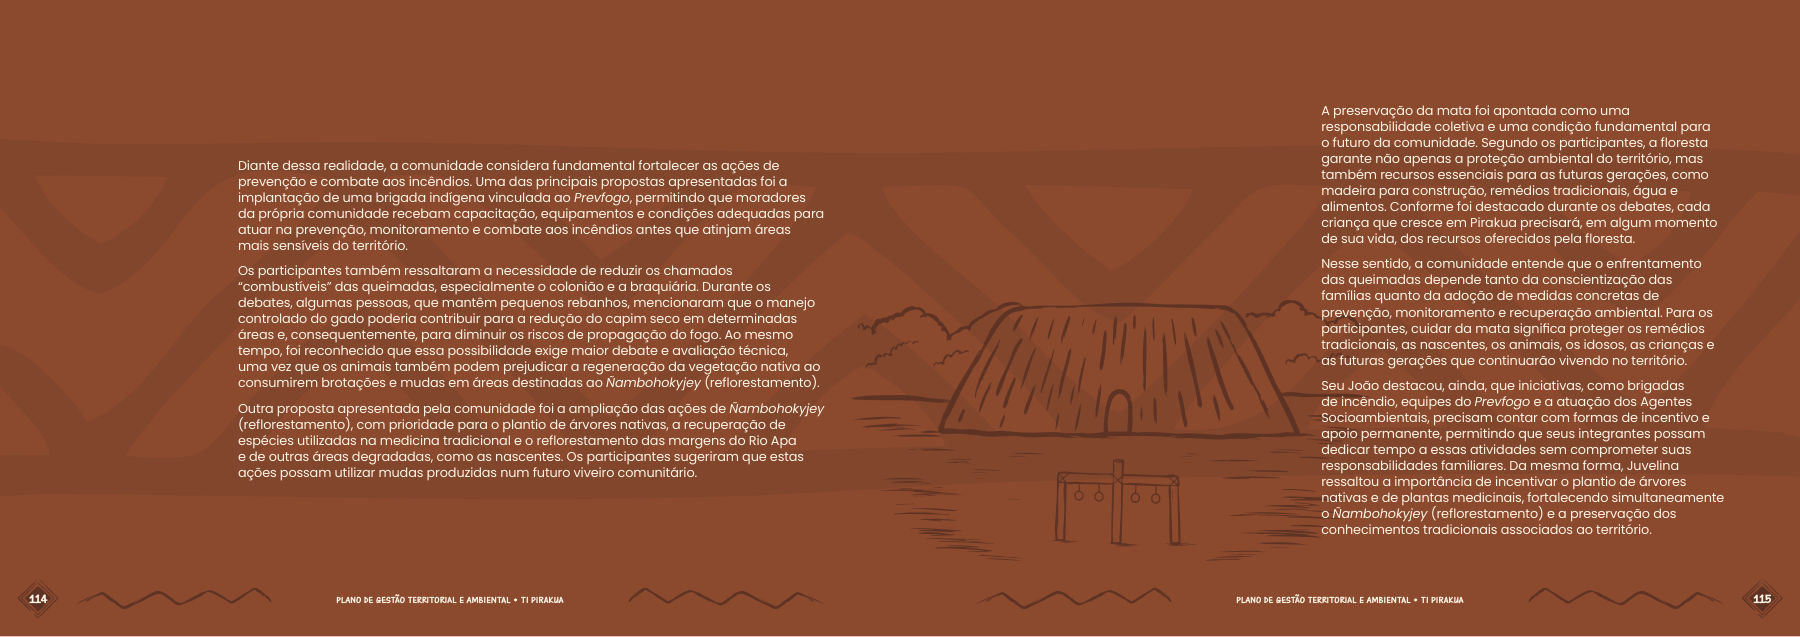 Diante dessa realidade, a comunidade considera fundamental fortalecer as ações de
prevenção e combate aos incêndios. Uma das principais propostas apresentadas foi a
implantação de uma brigada indígena vinculada ao Prevfogo, permitindo que moradores
da própria comunidade recebam capacitação, equipamentos e condições adequadas para
atuar na prevenção, monitoramento e combate aos incêndios antes que atinjam áreas
mais sensíveis do território.
Os participantes também ressaltaram a necessidade de reduzir os chamados
“combustíveis” das queimadas, especialmente o colonião e a braquiária. Durante os
debates, algumas pessoas, que mantêm pequenos rebanhos, mencionaram que o manejo
controlado do gado poderia contribuir para a redução do capim seco em determinadas
áreas e, consequentemente, para diminuir os riscos de propagação do fogo. Ao mesmo
tempo, foi reconhecido que essa possibilidade exige maior debate e avaliação técnica,
uma vez que os animais também podem prejudicar a regeneração da vegetação nativa ao
consumirem brotações e mudas em áreas destinadas ao Ñambohokyjey (reflorestamento).
Outra proposta apresentada pela comunidade foi a ampliação das ações de Ñambohokyjey
(reflorestamento), com prioridade para o plantio de árvores nativas, a recuperação de
espécies utilizadas na medicina tradicional e o reflorestamento das margens do Rio Apa
e de outras áreas degradadas, como as nascentes. Os participantes sugeriram que estas
ações possam utilizar mudas produzidas num futuro viveiro comunitário.
114
PLANO DE GESTÃO TERRITORIAL E AMBIENTAL • TI PIRAKUA
A preservação da mata foi apontada como uma
responsabilidade coletiva e uma condição fundamental para
o futuro da comunidade. Segundo os participantes, a floresta
garante não apenas a proteção ambiental do território, mas
também recursos essenciais para as futuras gerações, como
madeira para construção, remédios tradicionais, água e
alimentos. Conforme foi destacado durante os debates, cada
criança que cresce em Pirakua precisará, em algum momento
de sua vida, dos recursos oferecidos pela floresta.
Nesse sentido, a comunidade entende que o enfrentamento
das queimadas depende tanto da conscientização das
famílias quanto da adoção de medidas concretas de
prevenção, monitoramento e recuperação ambiental. Para os
participantes, cuidar da mata significa proteger os remédios
tradicionais, as nascentes, os animais, os idosos, as crianças e
as futuras gerações que continuarão vivendo no território.
Seu João destacou, ainda, que iniciativas, como brigadas
de incêndio, equipes do Prevfogo e a atuação dos Agentes
Socioambientais, precisam contar com formas de incentivo e
apoio permanente, permitindo que seus integrantes possam
dedicar tempo a essas atividades sem comprometer suas
responsabilidades familiares. Da mesma forma, Juvelina
ressaltou a importância de incentivar o plantio de árvores
nativas e de plantas medicinais, fortalecendo simultaneamente
o Ñambohokyjey (reflorestamento) e a preservação dos
conhecimentos tradicionais associados ao território.
PLANO DE GESTÃO TERRITORIAL E AMBIENTAL • TI PIRAKUA
115